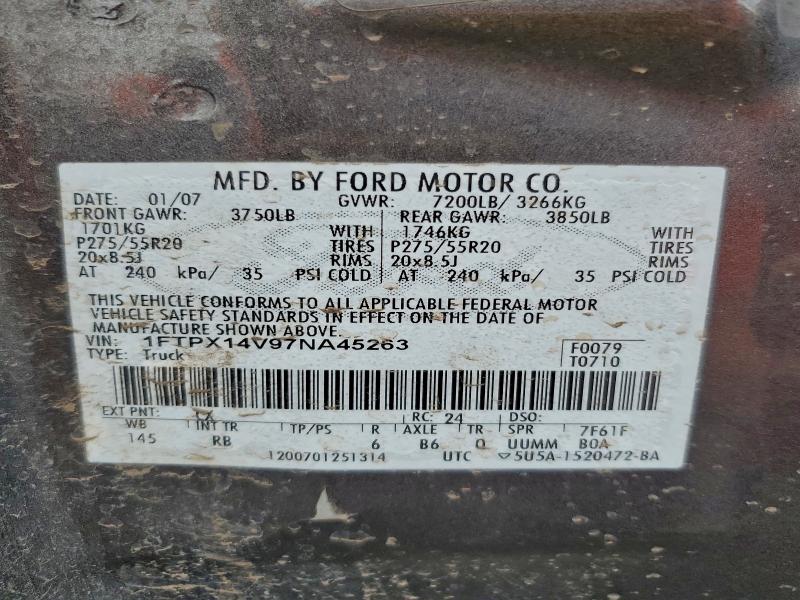 MFD. BY FORD MOTOR CO.
DATE: 01/07 GVWR: 7200LB/ 3266KG
FRONT GAWR: 3750LB REAR GAWR: 3850LB
1701KG WITH 1746KG WITH
P275/55R20 TIRES P275/55R20 TIRES
20x8.5J RIMS 20x8.5J RIMS
AT 240 kPa/ 35 PSI COLD AT 240 kPa/ 35 PSI COLD
THIS VEHICLE CONFORMS TO ALL APPLICABLE FEDERAL MOTOR
VEHICLE SAFETY STANDARDS IN EFFECT ON THE DATE OF
MANUFACTURE SHOWN ABOVE.
VIN: 1FTPX14V97NA45263 F0079
TYPE: Truck T0710
EXT PNT: RC: 24 DSO:
WB INT TR TP/PS R AXLE TR SPR 7F61F
145 RB 6 B6 Q UUMM BOA
1200701251314 UTC 5U5A-1520472-BA